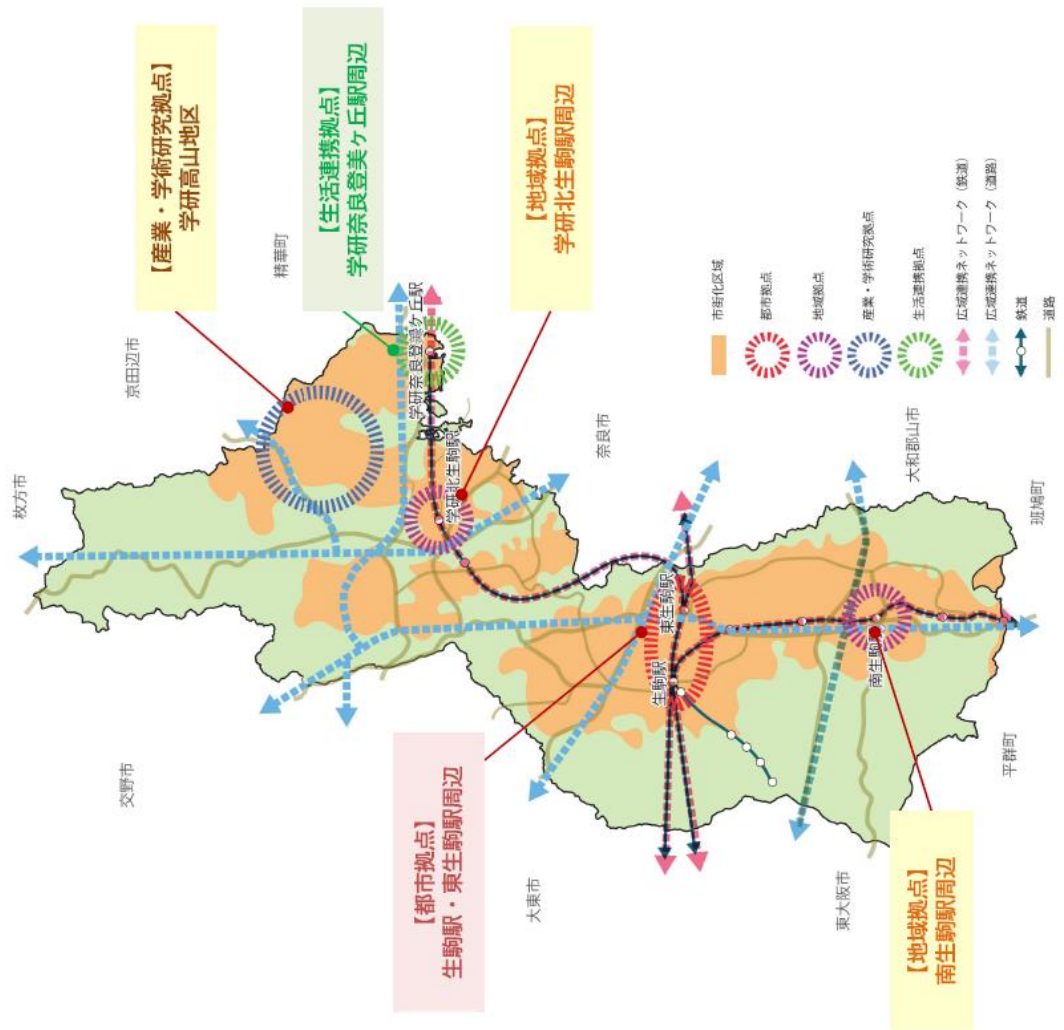 【産業・学術研究拠点】
学研高山地区
【生活連携拠点】
学研奈良登美ヶ丘駅周辺
【地域拠点】
学研北生駒駅周辺
【都市拠点】
生駒駅・東生駒駅周辺
【地域拠点】
南生駒駅周辺
枚方市
京田辺市
精華町
交野市
奈良市
大東市
東大阪市
大和郡山市
平群町
斑鳩町
学研奈良登美ヶ丘駅
学研北生駒駅
東生駒駅
生駒駅
南生駒駅
市街化区域
都市拠点
地域拠点
産業・学術研究拠点
生活連携拠点
広域連携ネットワーク（鉄道）
広域連携ネットワーク（道路）
鉄道
道路